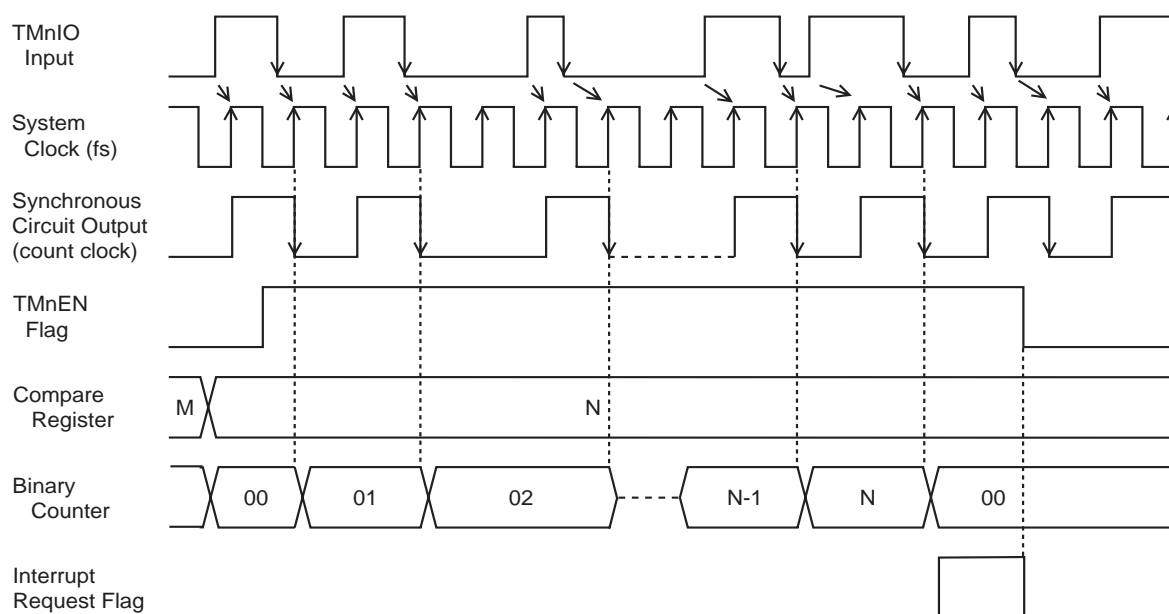 TMnIO
Input
System
Clock (fs)
Synchronous
Circuit Output
(count clock)
TMnEN
Flag
Compare
Register
M
N
Binary
Counter
00
01
02
N-1
N
00
Interrupt
Request Flag